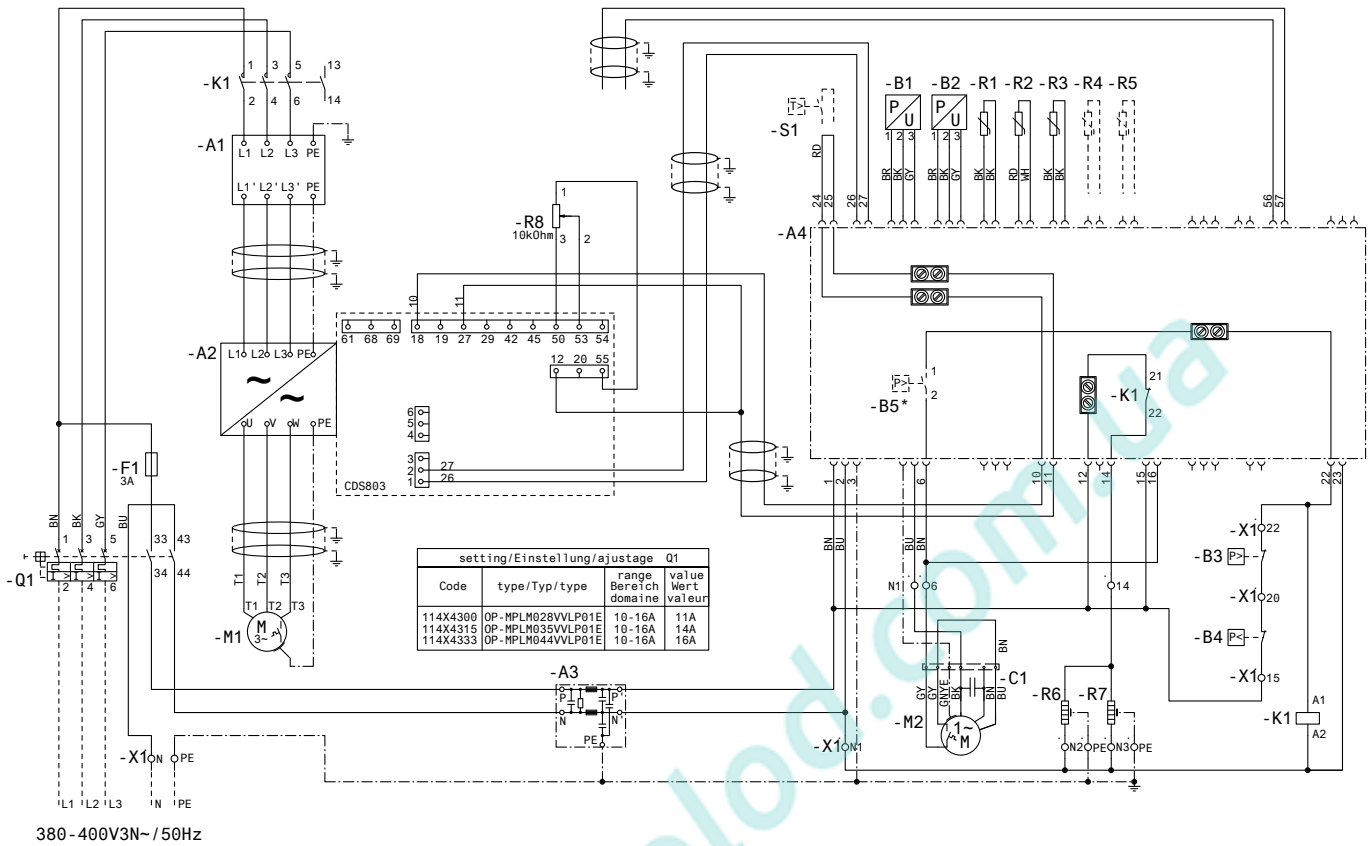 1 3 5 13
-K1
2 4 6 14
-A1
L1 L2 L3 PE
L1' L2' L3' PE
-A2
L1 L2 L3 PE
~
~
U V W PE
T1 T2 T3
T1 T2 T3
-M1
M
3~
-F1
3A
BN BK GY BU
1 3 5 33 43
-Q1
2 4 6 34 44
-X1 N PE
L1 L2 L3 N PE
380-400V3N~/50Hz
1
-R8
10kOhm
3 2
10 11
61 68 69 18 19 27 29 42 45 50 53 54
12 20 55
6
5
4
3
2 27
1 26
CDS803
setting/Einstellung/ajustage Q1
Code type/Typ/type range Bereich domaine value Wert valeur
114X4300 OP-MPLM028VVLP01E 10-16A 11A
114X4315 OP-MPLM035VVLP01E 10-16A 14A
114X4333 OP-MPLM044VVLP01E 10-16A 16A
-A3
P P'
N N'
PE
T>
-S1
RD
-B1 -B2 -R1 -R2 -R3 -R4 -R5
P U P U
1 2 3 1 2 3
BR BK GY BR BK GY BK BK RD WH BK BK
24 25 26 27 56 57
-A4
P> 1
2
-B5*
21
-K1
22
1 2 3 6 10 11 12 14 15 16 22 23
BN BU BU BN
N1 6 14
-X1 22
-B3 P>
-X1 20
-B4 P<
-X1 15
BN
-C1
GY GY GNYE BK BN BU
-M2
1~
M
-X1 N1
-R6 -R7
N2 PE N3 PE
A1
-K1
A2
lod.com.ua